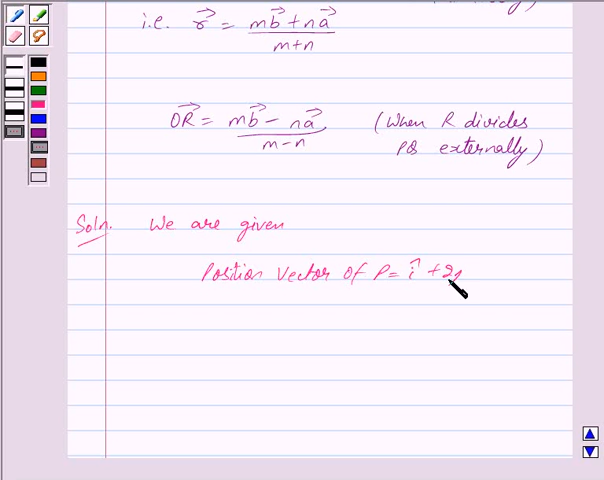 i.e. r⃗ = (mb⃗ + na⃗)/(m+n)
OR⃗ = (mb⃗ − na⃗)/(m−n) (When R divides
PQ externally)
Soln. We are given
Position Vector of P = î + 2